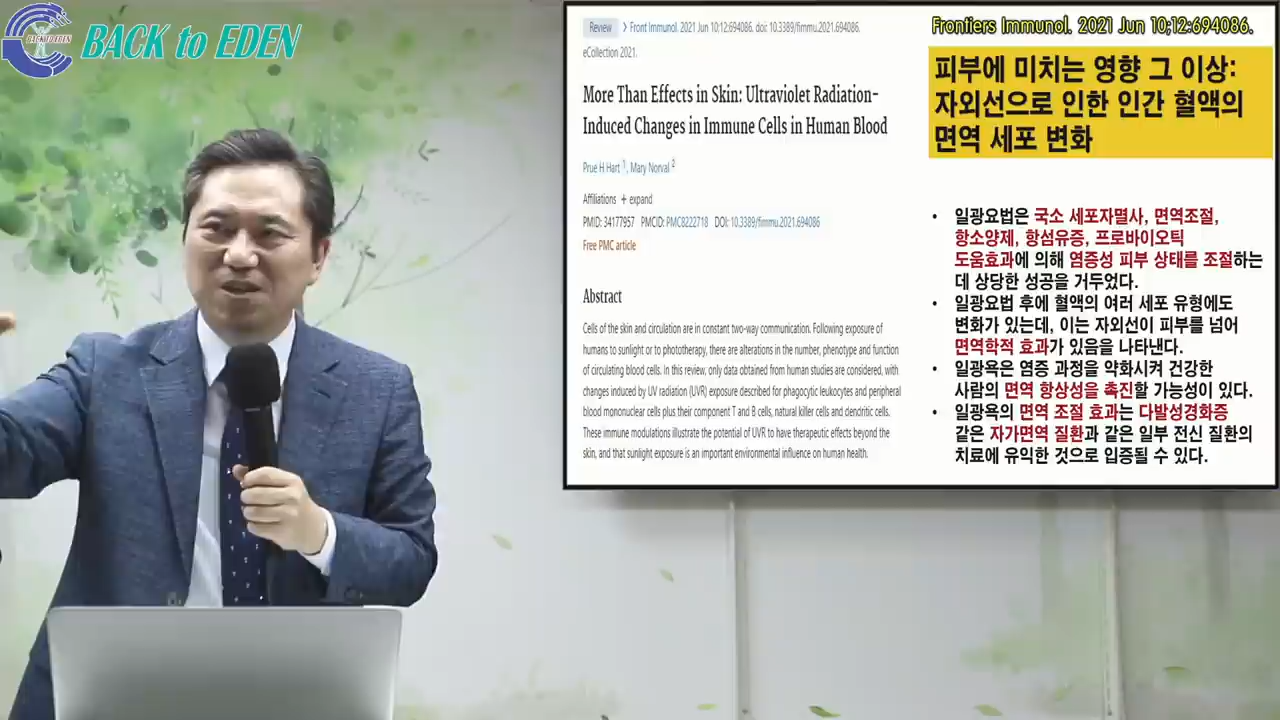 BACK to EDEN
BACK TO EDEN
Review > Front Immunol. 2021 Jun 10:12:694086. doi: 10.3389/fimmu.2021.694086.
eCollection 2021.
More Than Effects in Skin: Ultraviolet Radiation-
Induced Changes in Immune Cells in Human Blood
Prue H Hart 1, Mary Norval 2
Affiliations + expand
PMID: 34177957 PMCID: PMC8222718 DOI: 10.3389/fimmu.2021.694086
Free PMC article
Abstract
Cells of the skin and circulation are in constant two-way communication. Following exposure of
humans to sunlight or to phototherapy, there are alterations in the number, phenotype and function
of circulating blood cells. In this review, only data obtained from human studies are considered, with
changes induced by UV radiation (UVR) exposure described for phagocytic leukocytes and peripheral
blood mononuclear cells plus their component T and B cells, natural killer cells and dendritic cells.
These immune modulations illustrate the potential of UVR to have therapeutic effects beyond the
skin, and that sunlight exposure is an important environmental influence on human health.
Frontiers Immunol. 2021 Jun 10;12:694086.
피부에 미치는 영향 그 이상:
자외선으로 인한 인간 혈액의
면역 세포 변화
• 일광요법은 국소 세포자멸사, 면역조절,
항소양제, 항섬유증, 프로바이오틱
도움효과에 의해 염증성 피부 상태를 조절하는
데 상당한 성공을 거두었다.
• 일광요법 후에 혈액의 여러 세포 유형에도
변화가 있는데, 이는 자외선이 피부를 넘어
면역학적 효과가 있음을 나타낸다.
• 일광욕은 염증 과정을 약화시켜 건강한
사람의 면역 항상성을 촉진할 가능성이 있다.
• 일광욕의 면역 조절 효과는 다발성경화증
같은 자가면역 질환과 같은 일부 전신 질환의
치료에 유익한 것으로 입증될 수 있다.